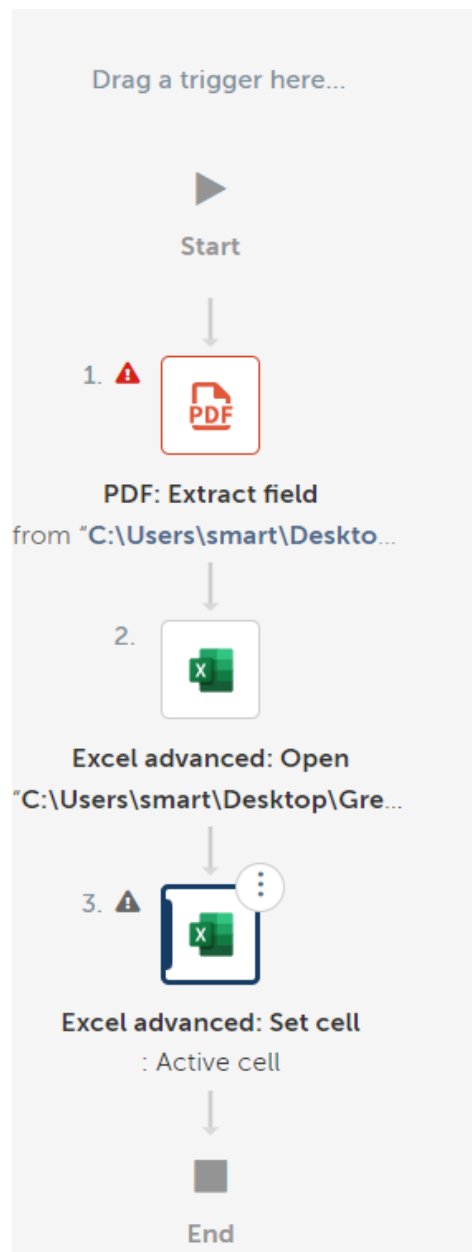 Drag a trigger here...
Start
1.
PDF
PDF: Extract field
from “C:\Users\smart\Deskto...
2.
X
Excel advanced: Open
“C:\Users\smart\Desktop\Gre...
3.
X
Excel advanced: Set cell
: Active cell
End